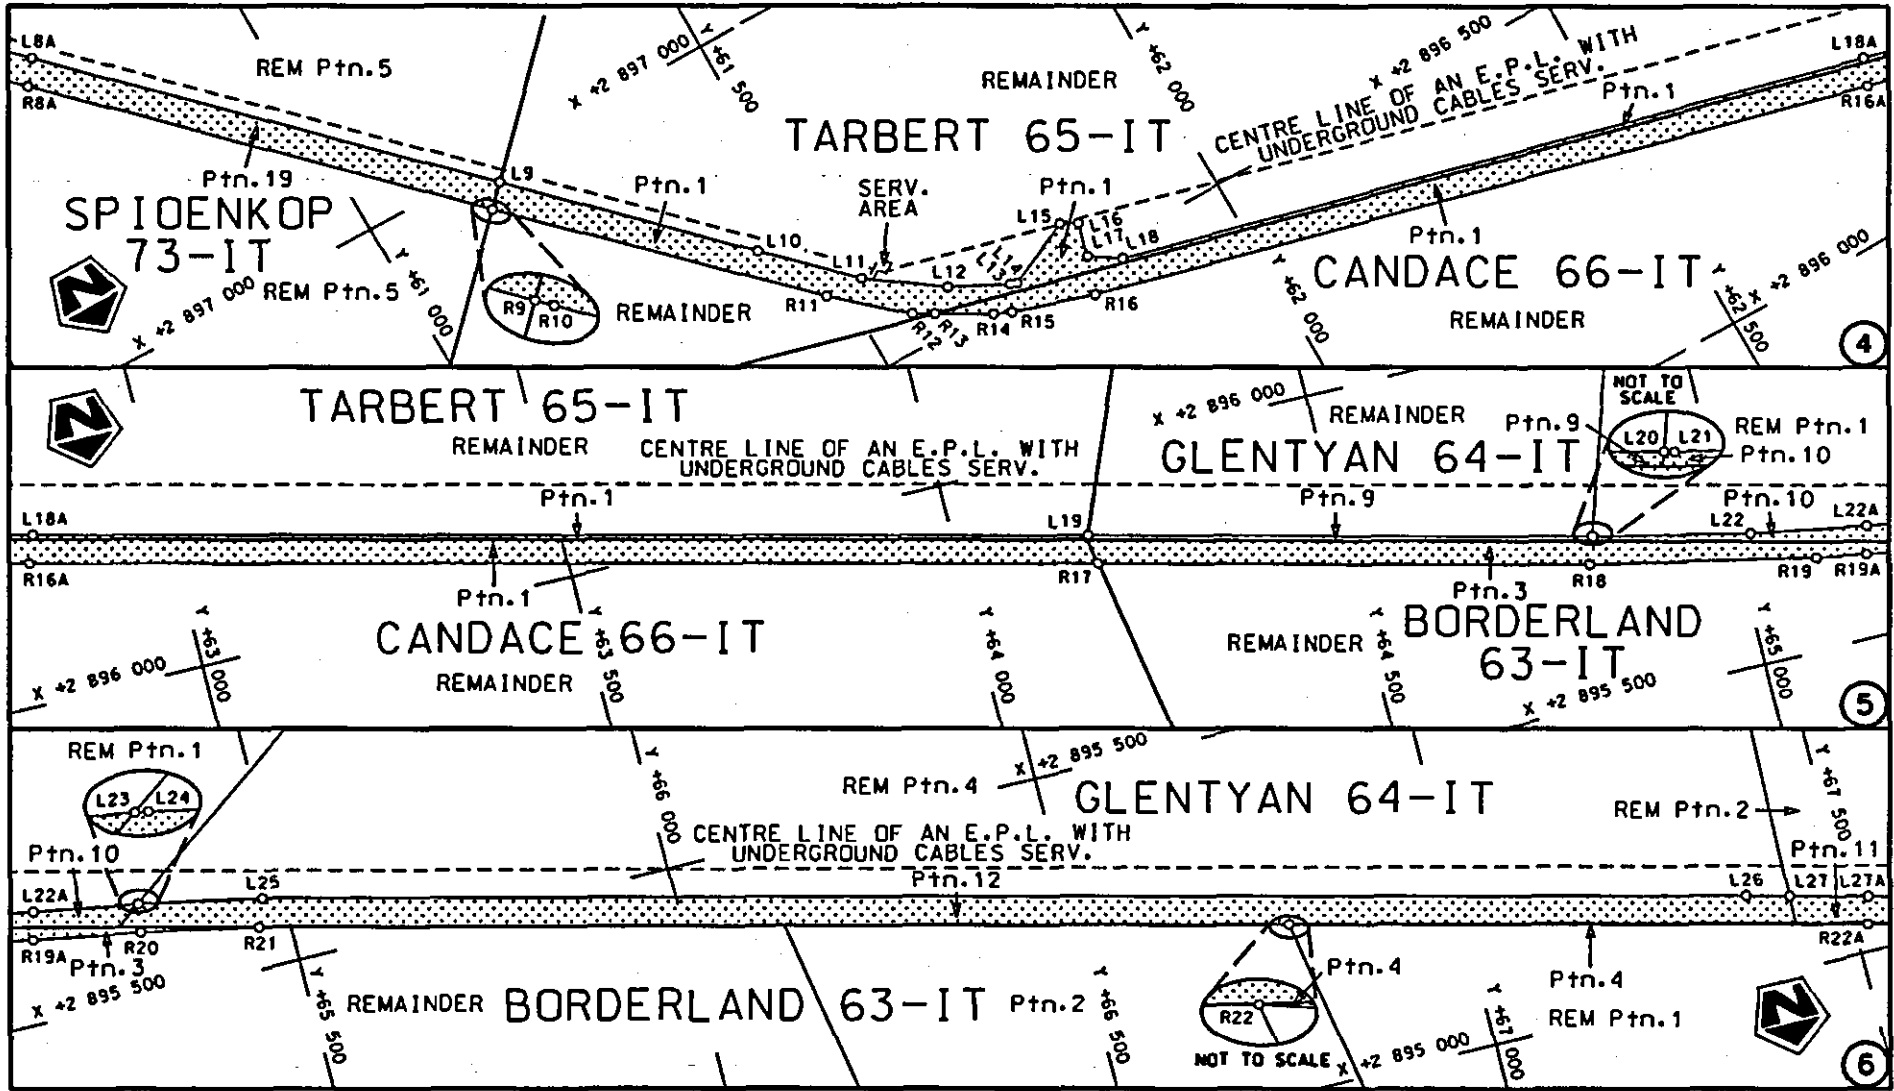 L8A
R8A
REM Ptn.5
Ptn.19
SPIOENKOP
73-IT
REM Ptn.5
X +2 897 000
Y +61 000
L9
R9
R10
REMAINDER
Ptn.1
X +2 897 000
Y +61 500
TARBERT 65-IT
REMAINDER
SERV.
AREA
L10
L11
L12
L13
L14
L15
L16
L17
L18
Ptn.1
R11
R12
R13
R14
R15
R16
Y +62 000
X +2 896 500
CENTRE LINE OF AN E.P.L. WITH
UNDERGROUND CABLES SERV.
Ptn.1
L18A
R16A
Ptn.1
CANDACE 66-IT
REMAINDER
Y +62 000
Y +62 500
X +2 896 000
4
TARBERT 65-IT
REMAINDER
CENTRE LINE OF AN E.P.L. WITH
UNDERGROUND CABLES SERV.
L18A
R16A
Ptn.1
Ptn.1
CANDACE 66-IT
REMAINDER
X +2 896 000
Y +63 000
Y +63 500
Y +64 000
L19
R17
X +2 896 000
REMAINDER
GLENTYAN 64-IT
Ptn.9
Ptn.9
NOT TO
SCALE
L20
L21
REM Ptn.1
Ptn.10
Ptn.10
L22
L22A
R18
R19
R19A
Ptn.3
REMAINDER
BORDERLAND
63-IT
Y +64 500
X +2 895 500
Y +65 000
5
REM Ptn.1
L23
L24
Ptn.10
L22A
L25
R19A
Ptn.3
R20
R21
X +2 895 500
Y +65 500
Y +66 000
REM Ptn.4
X +2 895 500
GLENTYAN 64-IT
CENTRE LINE OF AN E.P.L. WITH
UNDERGROUND CABLES SERV.
Ptn.12
REM Ptn.2
Y +67 500
Ptn.11
L26
L27
L27A
R22A
REMAINDER
BORDERLAND 63-IT
Ptn.2
Y +66 500
R22
NOT TO SCALE
Ptn.4
X +2 895 000
Y +67 000
Ptn.4
REM Ptn.1
6